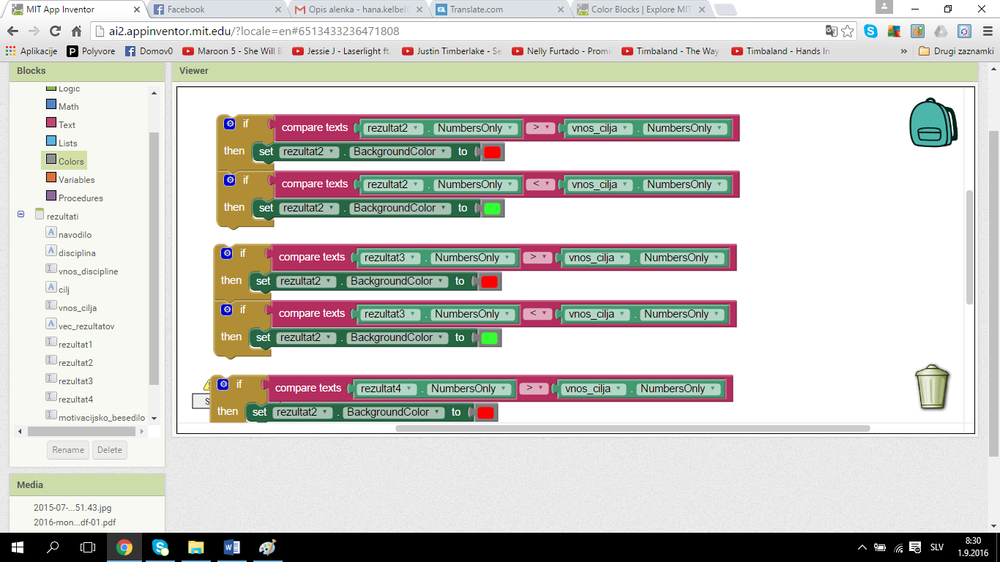 MIT App Inventor
Facebook
Opis alenka - hana.kelbel(
Translate.com
Color Blocks | Explore MIT
ai2.appinventor.mit.edu/?locale=en#6513433236471808
Aplikacije
Polyvore
Domov0
Maroon 5 - She Will B
Jessie J - Laserlight ft.
Justin Timberlake - Se
Nelly Furtado - Promi
Timbaland - The Way
Timbaland - Hands In
»
Drugi zaznamki
Blocks
Logic
Math
Text
Lists
Colors
Variables
Procedures
rezultati
navodilo
disciplina
vnos_discipline
cilj
vnos_cilja
vec_rezultatov
rezultat1
rezultat2
rezultat3
rezultat4
motivacijsko_besedilo
Rename Delete
Media
2015-07-...51.43.jpg
2016-mon...df-01.pdf
Viewer
if compare texts rezultat2 . NumbersOnly > vnos_cilja . NumbersOnly
then set rezultat2 . BackgroundColor to
if compare texts rezultat2 . NumbersOnly < vnos_cilja . NumbersOnly
then set rezultat2 . BackgroundColor to
if compare texts rezultat3 . NumbersOnly > vnos_cilja . NumbersOnly
then set rezultat2 . BackgroundColor to
if compare texts rezultat3 . NumbersOnly < vnos_cilja . NumbersOnly
then set rezultat2 . BackgroundColor to
if compare texts rezultat4 . NumbersOnly > vnos_cilja . NumbersOnly
then set rezultat2 . BackgroundColor to
SLV
8:30
1.9.2016